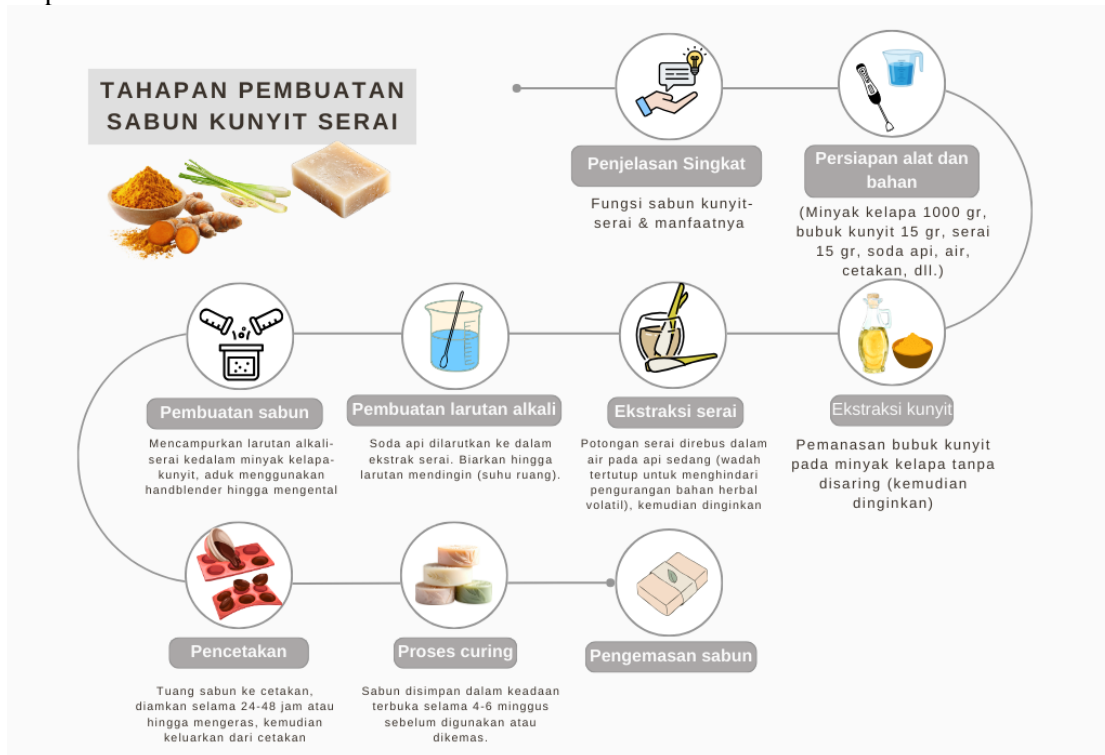 TAHAPAN PEMBUATAN
SABUN KUNYIT SERAI
Penjelasan Singkat
Fungsi sabun kunyit-
serai & manfaatnya
Persiapan alat dan
bahan
(Minyak kelapa 1000 gr,
bubuk kunyit 15 gr, serai
15 gr, soda api, air,
cetakan, dll.)
Ekstraksi kunyit
Pemanasan bubuk kunyit
pada minyak kelapa tanpa
disaring (kemudian
dinginkan)
Ekstraksi serai
Potongan serai direbus dalam
air pada api sedang (wadah
tertutup untuk menghindari
pengurangan bahan herbal
volatil), kemudian dinginkan
Pembuatan larutan alkali
Soda api dilarutkan ke dalam
ekstrak serai. Biarkan hingga
larutan mendingin (suhu ruang).
Pembuatan sabun
Mencampurkan larutan alkali-
serai kedalam minyak kelapa-
kunyit, aduk menggunakan
handblender hingga mengental
Pencetakan
Tuang sabun ke cetakan,
diamkan selama 24-48 jam atau
hingga mengeras, kemudian
keluarkan dari cetakan
Proses curing
Sabun disimpan dalam keadaan
terbuka selama 4-6 minggus
sebelum digunakan atau
dikemas.
Pengemasan sabun